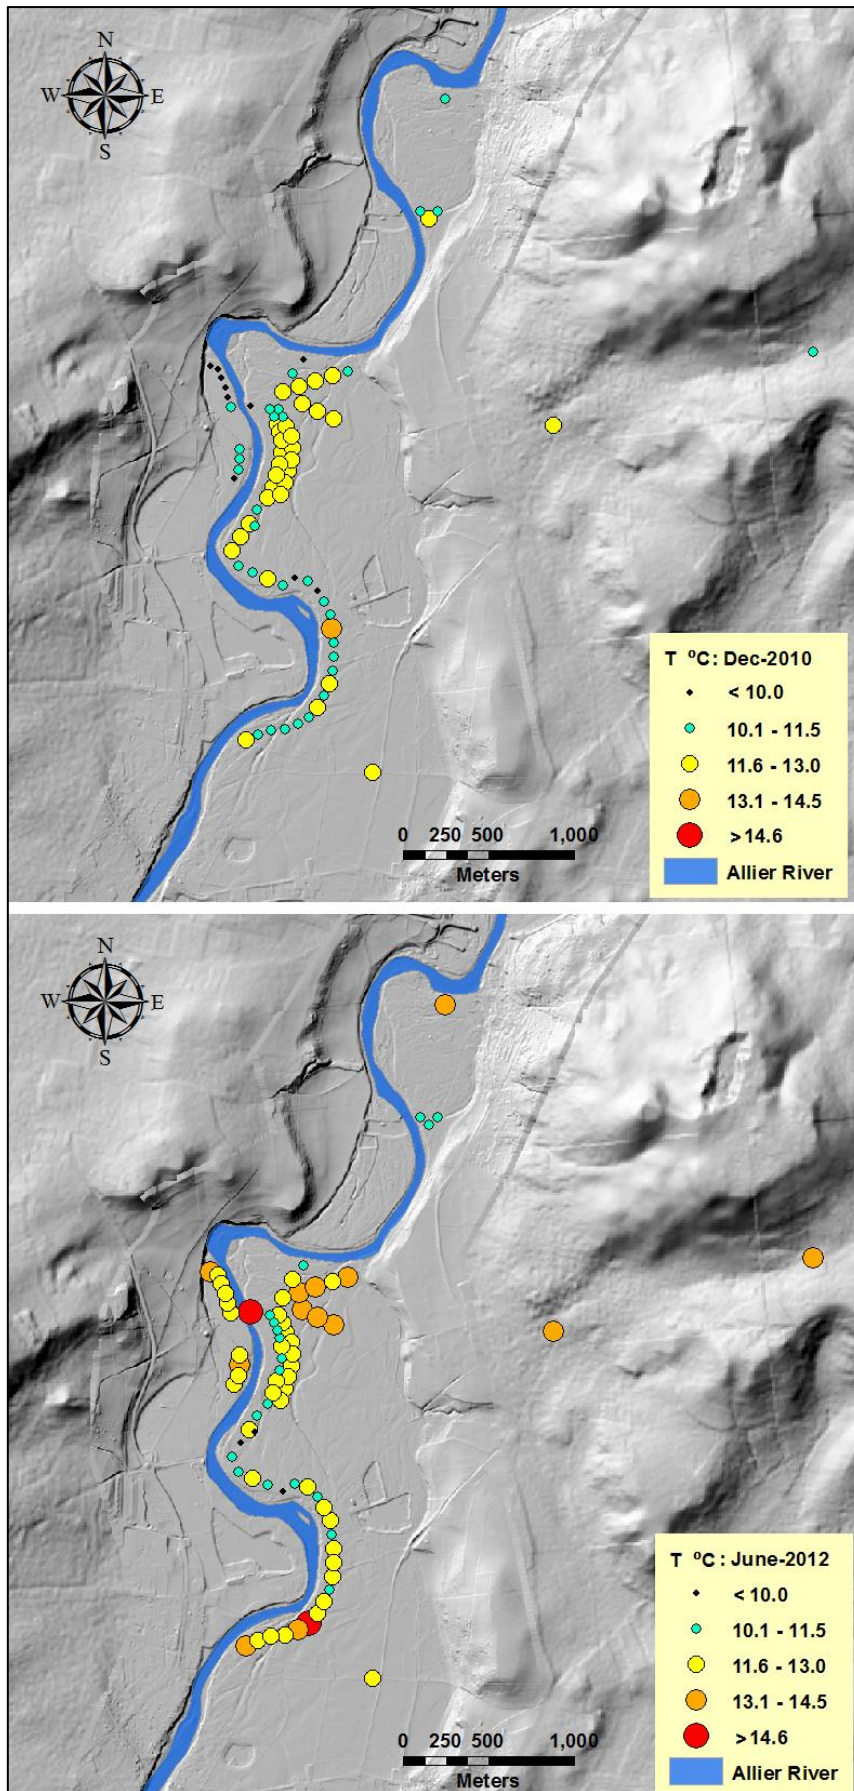 N
W E
S
T ºC: Dec-2010
< 10.0
10.1 - 11.5
11.6 - 13.0
13.1 - 14.5
> 14.6
Allier River
0 250 500 1,000
Meters
N
W E
S
T ºC: June-2012
< 10.0
10.1 - 11.5
11.6 - 13.0
13.1 - 14.5
> 14.6
Allier River
0 250 500 1,000
Meters